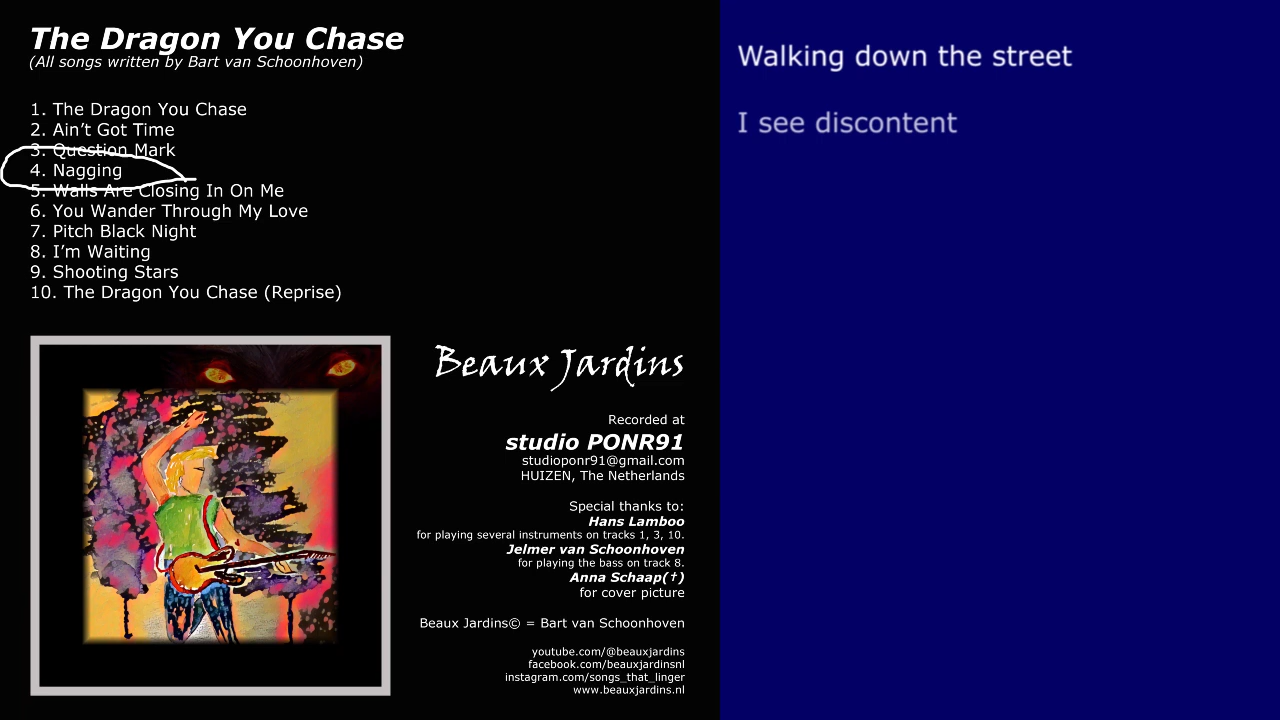 The Dragon You Chase
(All songs written by Bart van Schoonhoven)
1. The Dragon You Chase
2. Ain’t Got Time
3. Question Mark
4. Nagging
5. Walls Are Closing In On Me
6. You Wander Through My Love
7. Pitch Black Night
8. I’m Waiting
9. Shooting Stars
10. The Dragon You Chase (Reprise)
Beaux Jardins
Recorded at
studio PONR91
studioponr91@gmail.com
HUIZEN, The Netherlands
Special thanks to:
Hans Lamboo
for playing several instruments on tracks 1, 3, 10.
Jelmer van Schoonhoven
for playing the bass on track 8.
Anna Schaap(†)
for cover picture
Beaux Jardins© = Bart van Schoonhoven
youtube.com/@beauxjardins
facebook.com/beauxjardinsnl
instagram.com/songs_that_linger
www.beauxjardins.nl
Walking down the street
I see discontent